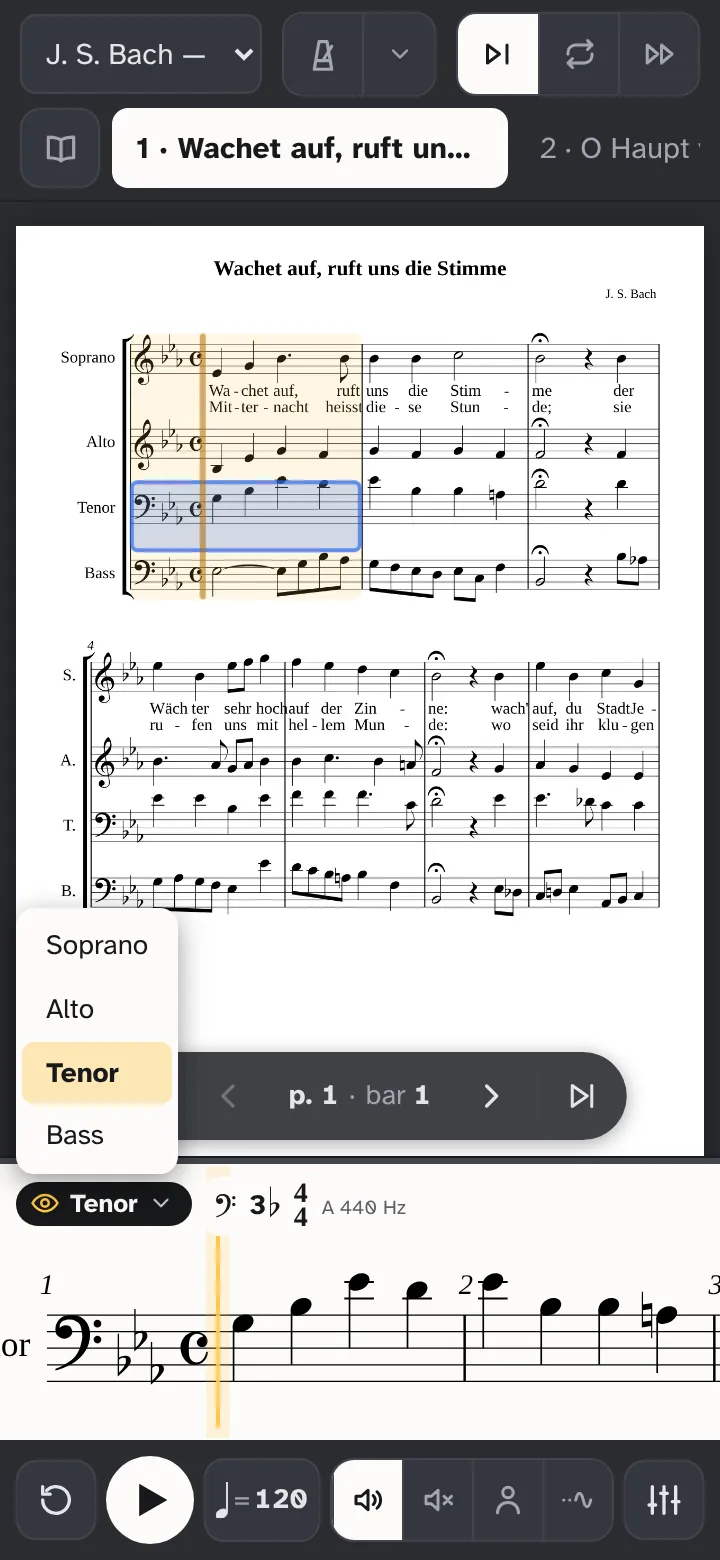 J. S. Bach —
1 · Wachet auf, ruft un...
2 · O Haupt
Wachet auf, ruft uns die Stimme
J. S. Bach
Soprano
Wa - chet auf, ruft uns die Stim - me der
Mit - ter - nacht heisst die - se Stun - de; sie
Alto
Tenor
Bass
4
S.
Wäch ter sehr hoch auf der Zin - ne: wach' auf, du Stadt Je -
ru - fen uns mit hel - lem Mun - de: wo seid ihr klu - gen
A.
T.
B.
Soprano
Alto
Tenor
Bass
p. 1 · bar 1
Tenor 3♭ 4/4 A 440 Hz
1 2 3
or
= 120